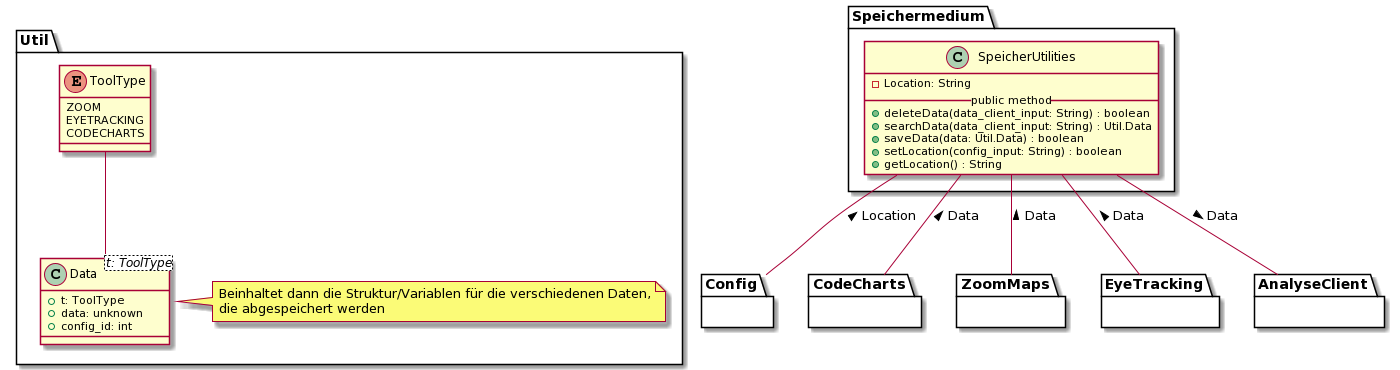 Util
E ToolType
ZOOM
EYETRACKING
CODECHARTS
t: ToolType
C Data
t: ToolType
data: unknown
config_id: int
Beinhaltet dann die Struktur/Variablen für die verschiedenen Daten,
die abgespeichert werden
Speichermedium
C SpeicherUtilities
Location: String
public method
deleteData(data_client_input: String) : boolean
searchData(data_client_input: String) : Util.Data
saveData(data: Util.Data) : boolean
setLocation(config_input: String) : boolean
getLocation() : String
Location
Data
Data
Data
Data
Config
CodeCharts
ZoomMaps
EyeTracking
AnalyseClient